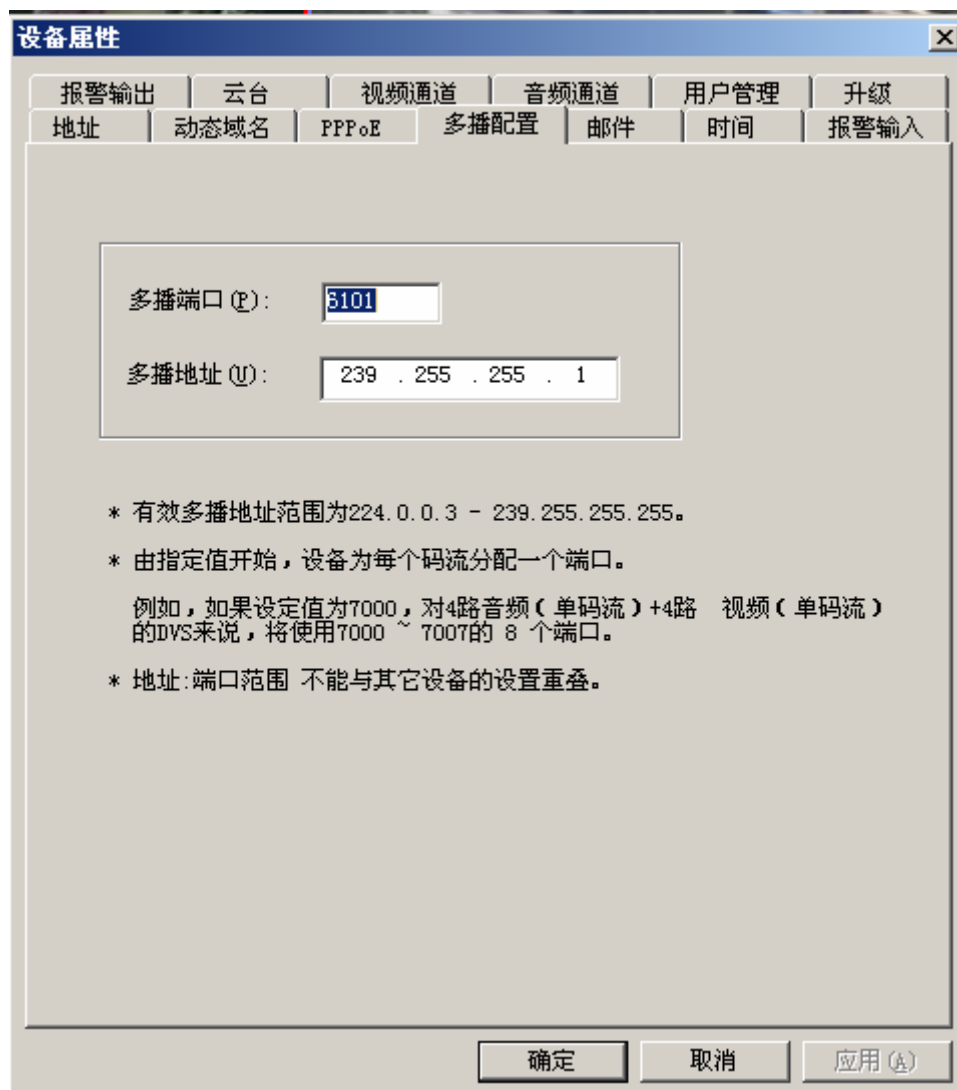 设备属性
报警输出 云台 视频通道 音频通道 用户管理 升级
地址 动态域名 PPPoE 多播配置 邮件 时间 报警输入
多播端口(P): 8101
多播地址(U): 239 . 255 . 255 . 1
* 有效多播地址范围为224.0.0.3 - 239.255.255.255。
* 由指定值开始，设备为每个码流分配一个端口。
例如，如果设定值为7000，对4路音频(单码流)+4路 视频(单码流)
的DVS来说，将使用7000 ~ 7007的 8 个端口。
* 地址:端口范围 不能与其它设备的设置重叠。
确定 取消 应用(A)